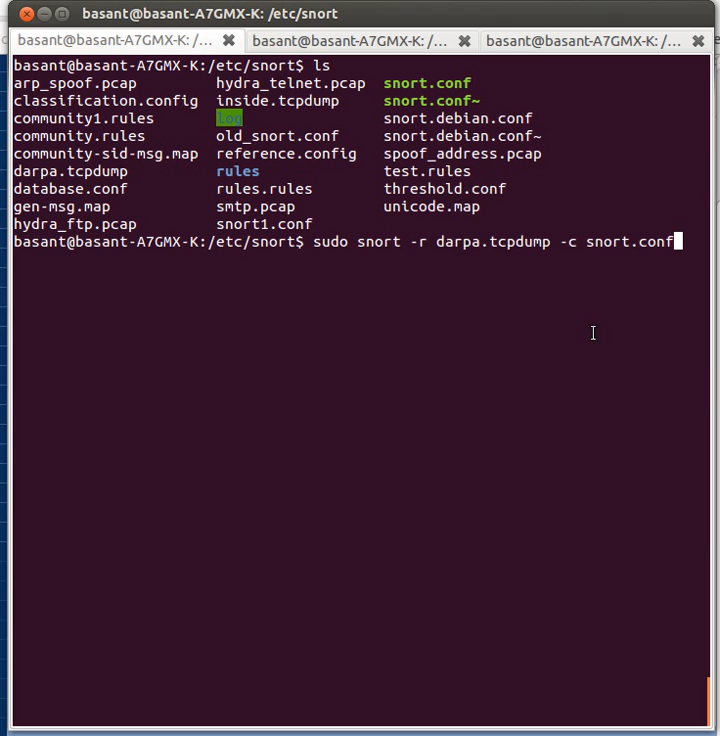 basant@basant-A7GMX-K: /etc/snort
basant@basant-A7GMX-K: /... basant@basant-A7GMX-K: /... basant@basant-A7GMX-K: /...
basant@basant-A7GMX-K:/etc/snort$ ls
arp_spoof.pcap hydra_telnet.pcap snort.conf
classification.config inside.tcpdump snort.conf~
community1.rules log snort.debian.conf
community.rules old_snort.conf snort.debian.conf~
community-sid-msg.map reference.config spoof_address.pcap
darpa.tcpdump rules test.rules
database.conf rules.rules threshold.conf
gen-msg.map smtp.pcap unicode.map
hydra_ftp.pcap snort1.conf
basant@basant-A7GMX-K:/etc/snort$ sudo snort -r darpa.tcpdump -c snort.conf